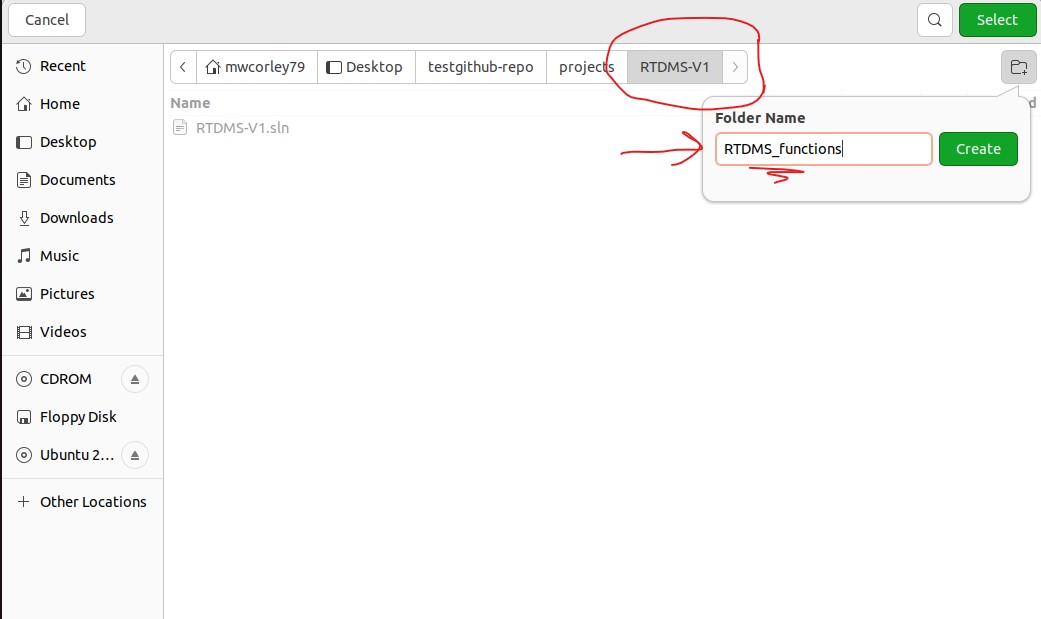 Cancel
Select
Recent
Home
Desktop
Documents
Downloads
Music
Pictures
Videos
CDROM
Floppy Disk
Ubuntu 2...
Other Locations
mwcorley79 Desktop testgithub-repo projects RTDMS-V1
Name
RTDMS-V1.sln
Folder Name
RTDMS_functions
Create